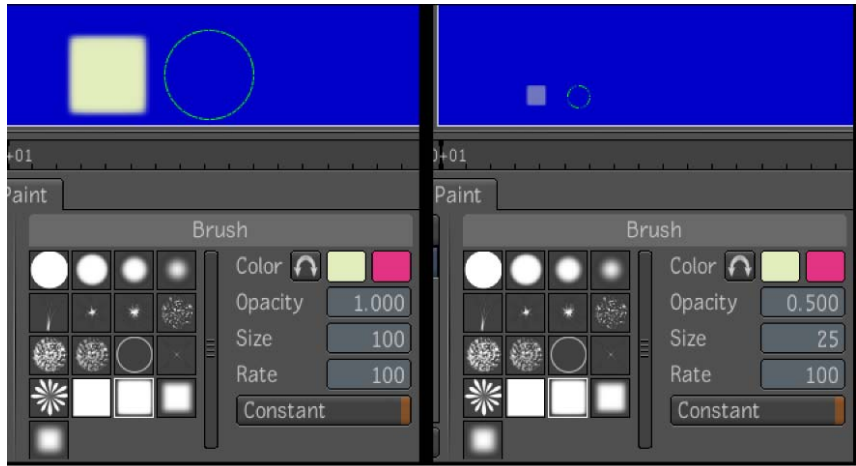 +01
Paint
Brush
Color
Opacity 1.000
Size 100
Rate 100
Constant
0+01
Paint
Brush
Color
Opacity 0.500
Size 25
Rate 100
Constant